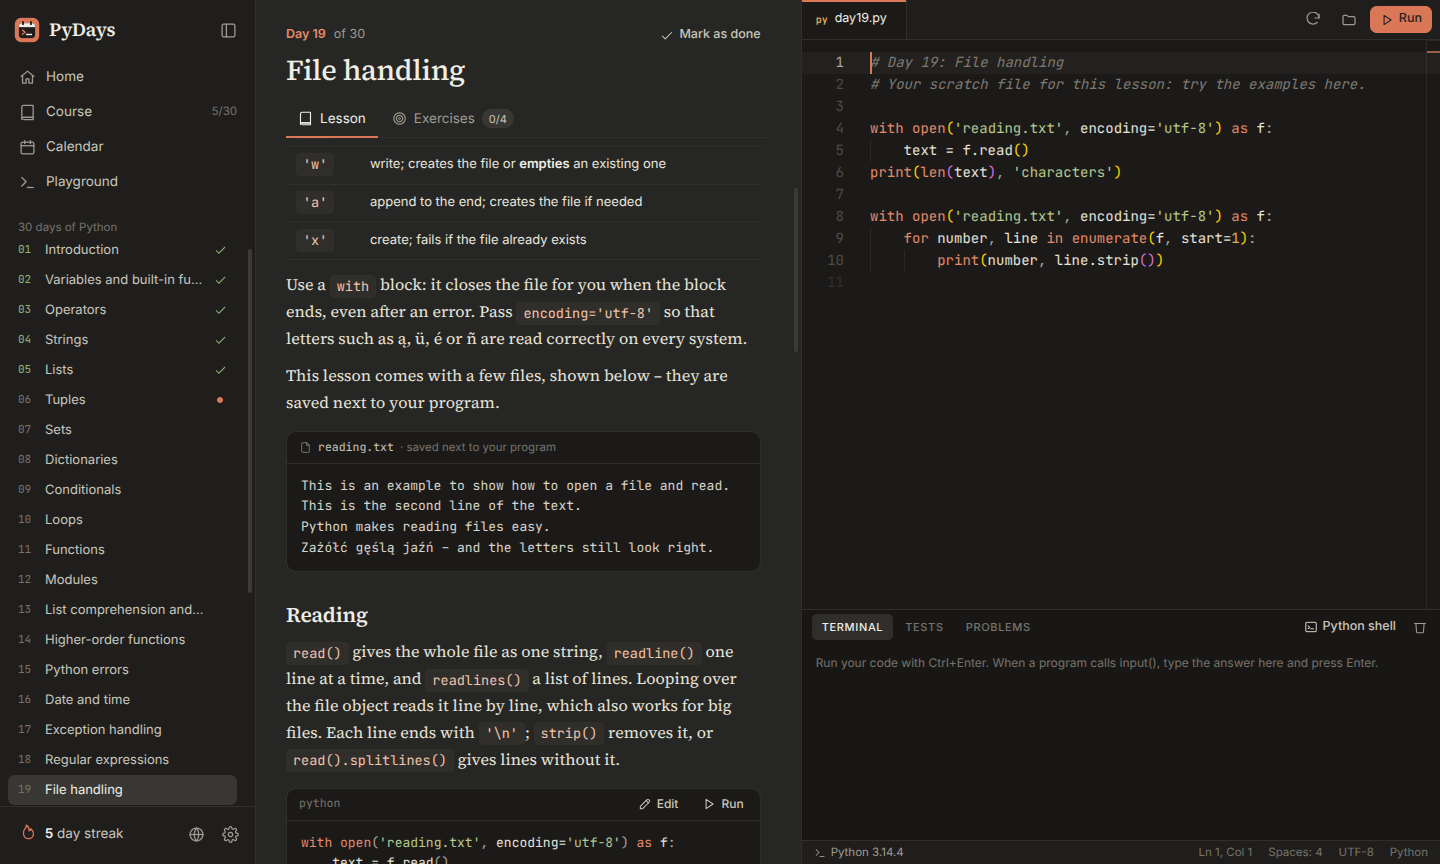 PyDays
Home
Course 5/30
Calendar
Playground
30 days of Python
01 Introduction
02 Variables and built-in fu...
03 Operators
04 Strings
05 Lists
06 Tuples
07 Sets
08 Dictionaries
09 Conditionals
10 Loops
11 Functions
12 Modules
13 List comprehension and...
14 Higher-order functions
15 Python errors
16 Date and time
17 Exception handling
18 Regular expressions
19 File handling
5 day streak
Day 19 of 30
Mark as done
File handling
Lesson
Exercises 0/4
'w' write; creates the file or empties an existing one
'a' append to the end; creates the file if needed
'x' create; fails if the file already exists
Use a with block: it closes the file for you when the block
ends, even after an error. Pass encoding='utf-8' so that
letters such as ą, ü, é or ñ are read correctly on every system.
This lesson comes with a few files, shown below – they are
saved next to your program.
reading.txt · saved next to your program
This is an example to show how to open a file and read.
This is the second line of the text.
Python makes reading files easy.
Zażółć gęślą jaźń – and the letters still look right.
Reading
read() gives the whole file as one string, readline() one
line at a time, and readlines() a list of lines. Looping over
the file object reads it line by line, which also works for big
files. Each line ends with '\n' ; strip() removes it, or
read().splitlines() gives lines without it.
python Edit Run
with open('reading.txt', encoding='utf-8') as f:
text = f.read()
py day19.py
Run
1 # Day 19: File handling
2 # Your scratch file for this lesson: try the examples here.
3
4 with open('reading.txt', encoding='utf-8') as f:
5 text = f.read()
6 print(len(text), 'characters')
7
8 with open('reading.txt', encoding='utf-8') as f:
9 for number, line in enumerate(f, start=1):
10 print(number, line.strip())
11
TERMINAL TESTS PROBLEMS
Python shell
Run your code with Ctrl+Enter. When a program calls input(), type the answer here and press Enter.
Python 3.14.4
Ln 1, Col 1 Spaces: 4 UTF-8 Python